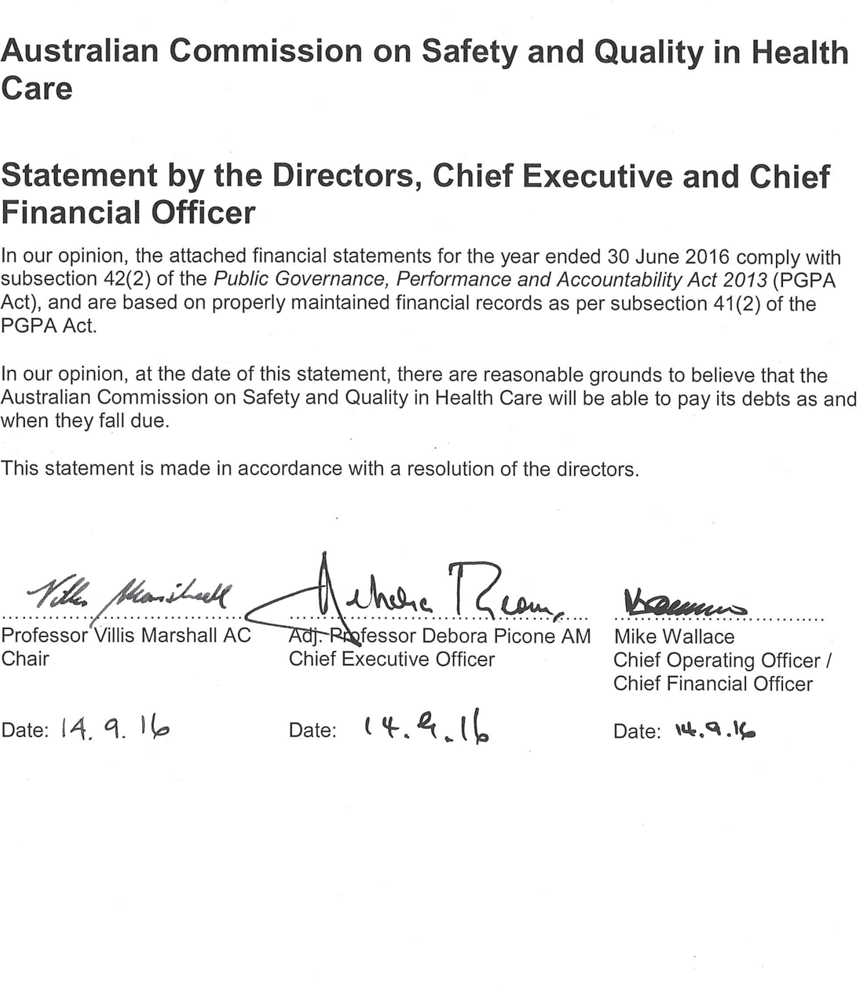 Australian Commission on Safety and Quality in Health
Care
Statement by the Directors, Chief Executive and Chief
Financial Officer
In our opinion, the attached financial statements for the year ended 30 June 2016 comply with
subsection 42(2) of the Public Governance, Performance and Accountability Act 2013 (PGPA
Act), and are based on properly maintained financial records as per subsection 41(2) of the
PGPA Act.
In our opinion, at the date of this statement, there are reasonable grounds to believe that the
Australian Commission on Safety and Quality in Health Care will be able to pay its debts as and
when they fall due.
This statement is made in accordance with a resolution of the directors.
Villis Marshall
Professor Villis Marshall AC
Chair
Date: 14.9.16
Debora Picone
Adj. Professor Debora Picone AM
Chief Executive Officer
Date: 14.9.16
Mike Wallace
Chief Operating Officer /
Chief Financial Officer
Date: 14.9.16